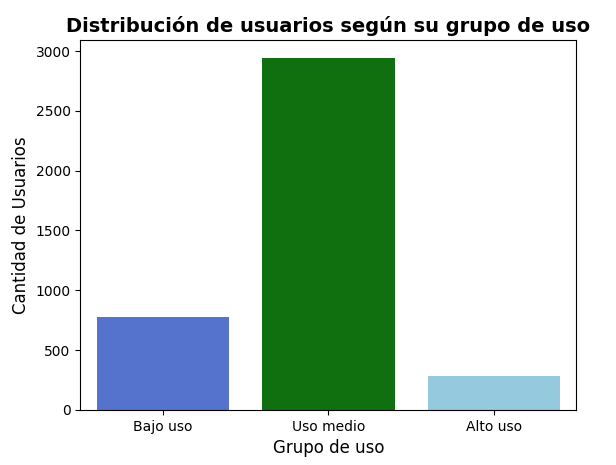 Distribución de usuarios según su grupo de uso
Cantidad de Usuarios
3000
2500
2000
1500
1000
500
0
Bajo uso
Uso medio
Alto uso
Grupo de uso